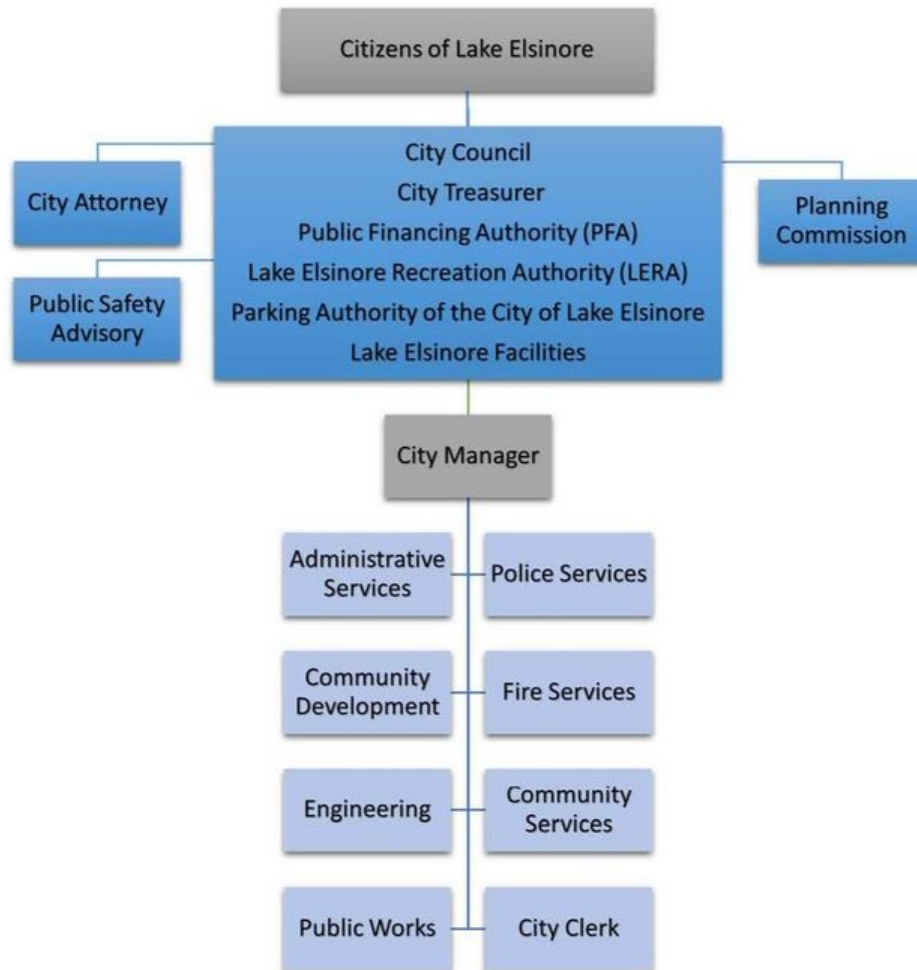 Citizens of Lake Elsinore
City Council
City Treasurer
Public Financing Authority (PFA)
Lake Elsinore Recreation Authority (LERA)
Parking Authority of the City of Lake Elsinore
Lake Elsinore Facilities
City Attorney
Public Safety
Advisory
Planning
Commission
City Manager
Administrative
Services
Police Services
Community
Development
Fire Services
Engineering
Community
Services
Public Works
City Clerk